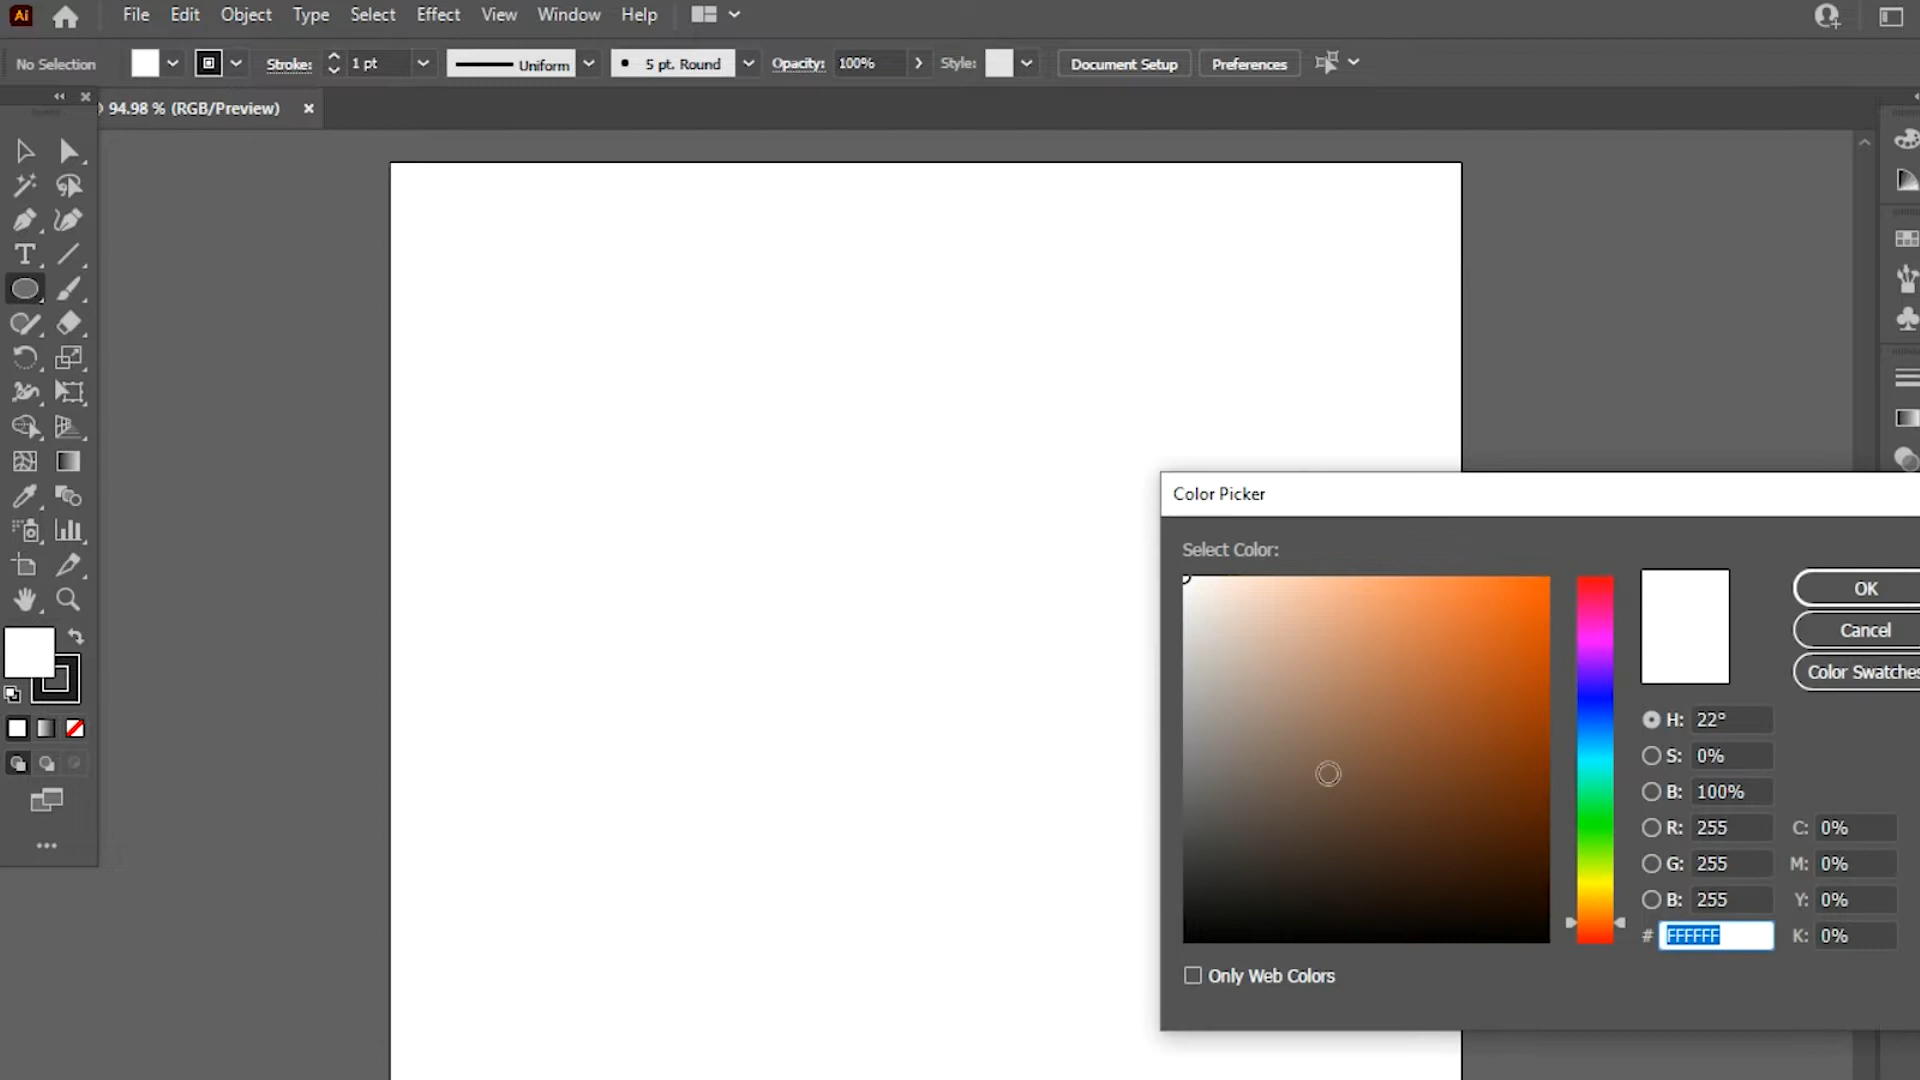 Ai File Edit Object Type Select Effect View Window Help
No Selection Stroke: 1 pt Uniform 5 pt. Round Opacity: 100% Style: Document Setup Preferences
94.98 % (RGB/Preview)
Color Picker
Select Color:
OK
Cancel
Color Swatches
H: 22°
S: 0%
B: 100%
R: 255 C: 0%
G: 255 M: 0%
B: 255 Y: 0%
# FFFFFF K: 0%
Only Web Colors